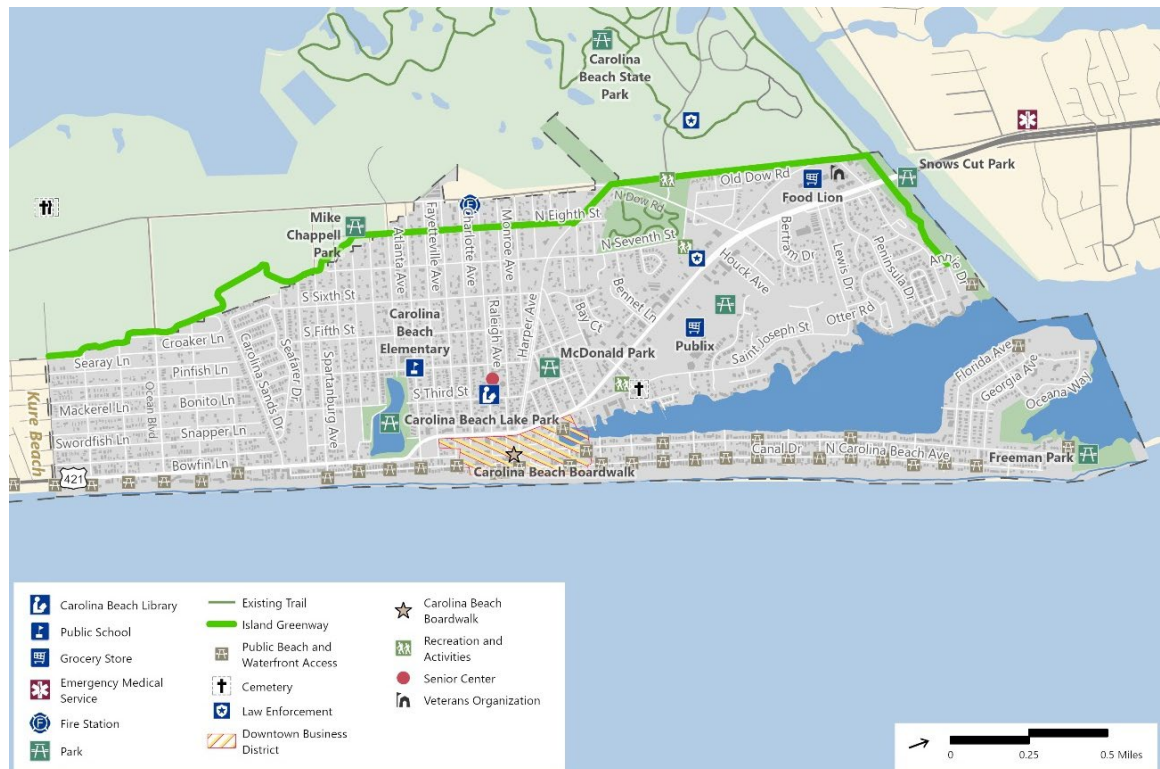 Carolina
Beach State
Park
Snows Cut Park
Old Dow Rd
Food Lion
N Dow Rd
Mike
Chappell
Park
Atlanta Ave
Fayetteville Ave
Charlotte Ave
Monroe Ave
N Eighth St
N Seventh St
Bertram Dr
Lewis Dr
Peninsula Dr
Annie Dr
Houck Ave
Otter Rd
S Sixth St
S Fifth St
Carolina
Beach
Elementary
Raleigh Ave
Harper Ave
Bay Ct
Bennet Ln
Publix
Saint Joseph St
McDonald Park
Searay Ln
Croaker Ln
Pinfish Ln
Mackerell Ln
Bonito Ln
Swordfish Ln
Snapper Ln
Bowfin Ln
Ocean Blvd
Carolina Sands Dr
Seafarer Dr
Spartanburg Ave
S Third St
Carolina Beach Lake Park
Carolina Beach Boardwalk
Canal Dr
N Carolina Beach Ave
Florida Ave
Georgia Ave
Oceana Way
Freeman Park
Kure Beach
421
Carolina Beach Library
Public School
Grocery Store
Emergency Medical
Service
Fire Station
Park
Existing Trail
Island Greenway
Public Beach and
Waterfront Access
Cemetery
Law Enforcement
Downtown Business
District
Carolina Beach
Boardwalk
Recreation and
Activities
Senior Center
Veterans Organization
0 0.25 0.5 Miles